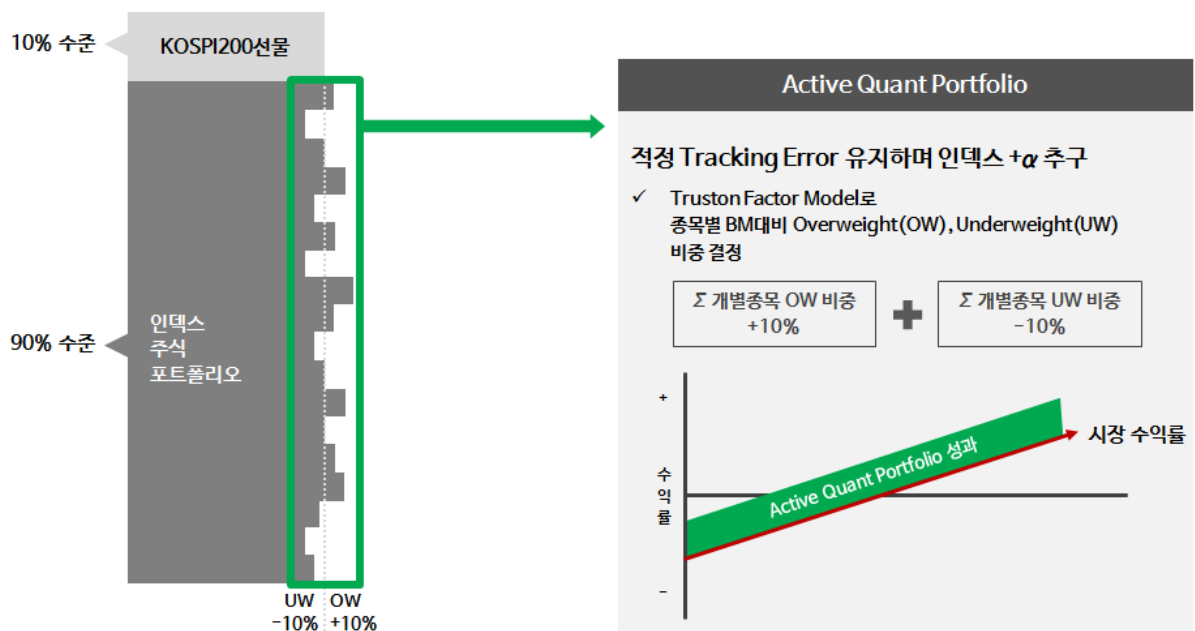 10% 수준
KOSPI200선물
90% 수준
인덱스
주식
포트폴리오
UW OW
-10% +10%
Active Quant Portfolio
적정 Tracking Error 유지하며 인덱스 +α 추구
✓ Truston Factor Model로
종목별 BM대비 Overweight(OW), Underweight(UW)
비중 결정
Σ 개별종목 OW 비중
+10%
Σ 개별종목 UW 비중
-10%
+
수
익
률
-
Active Quant Portfolio 성과
시장 수익률